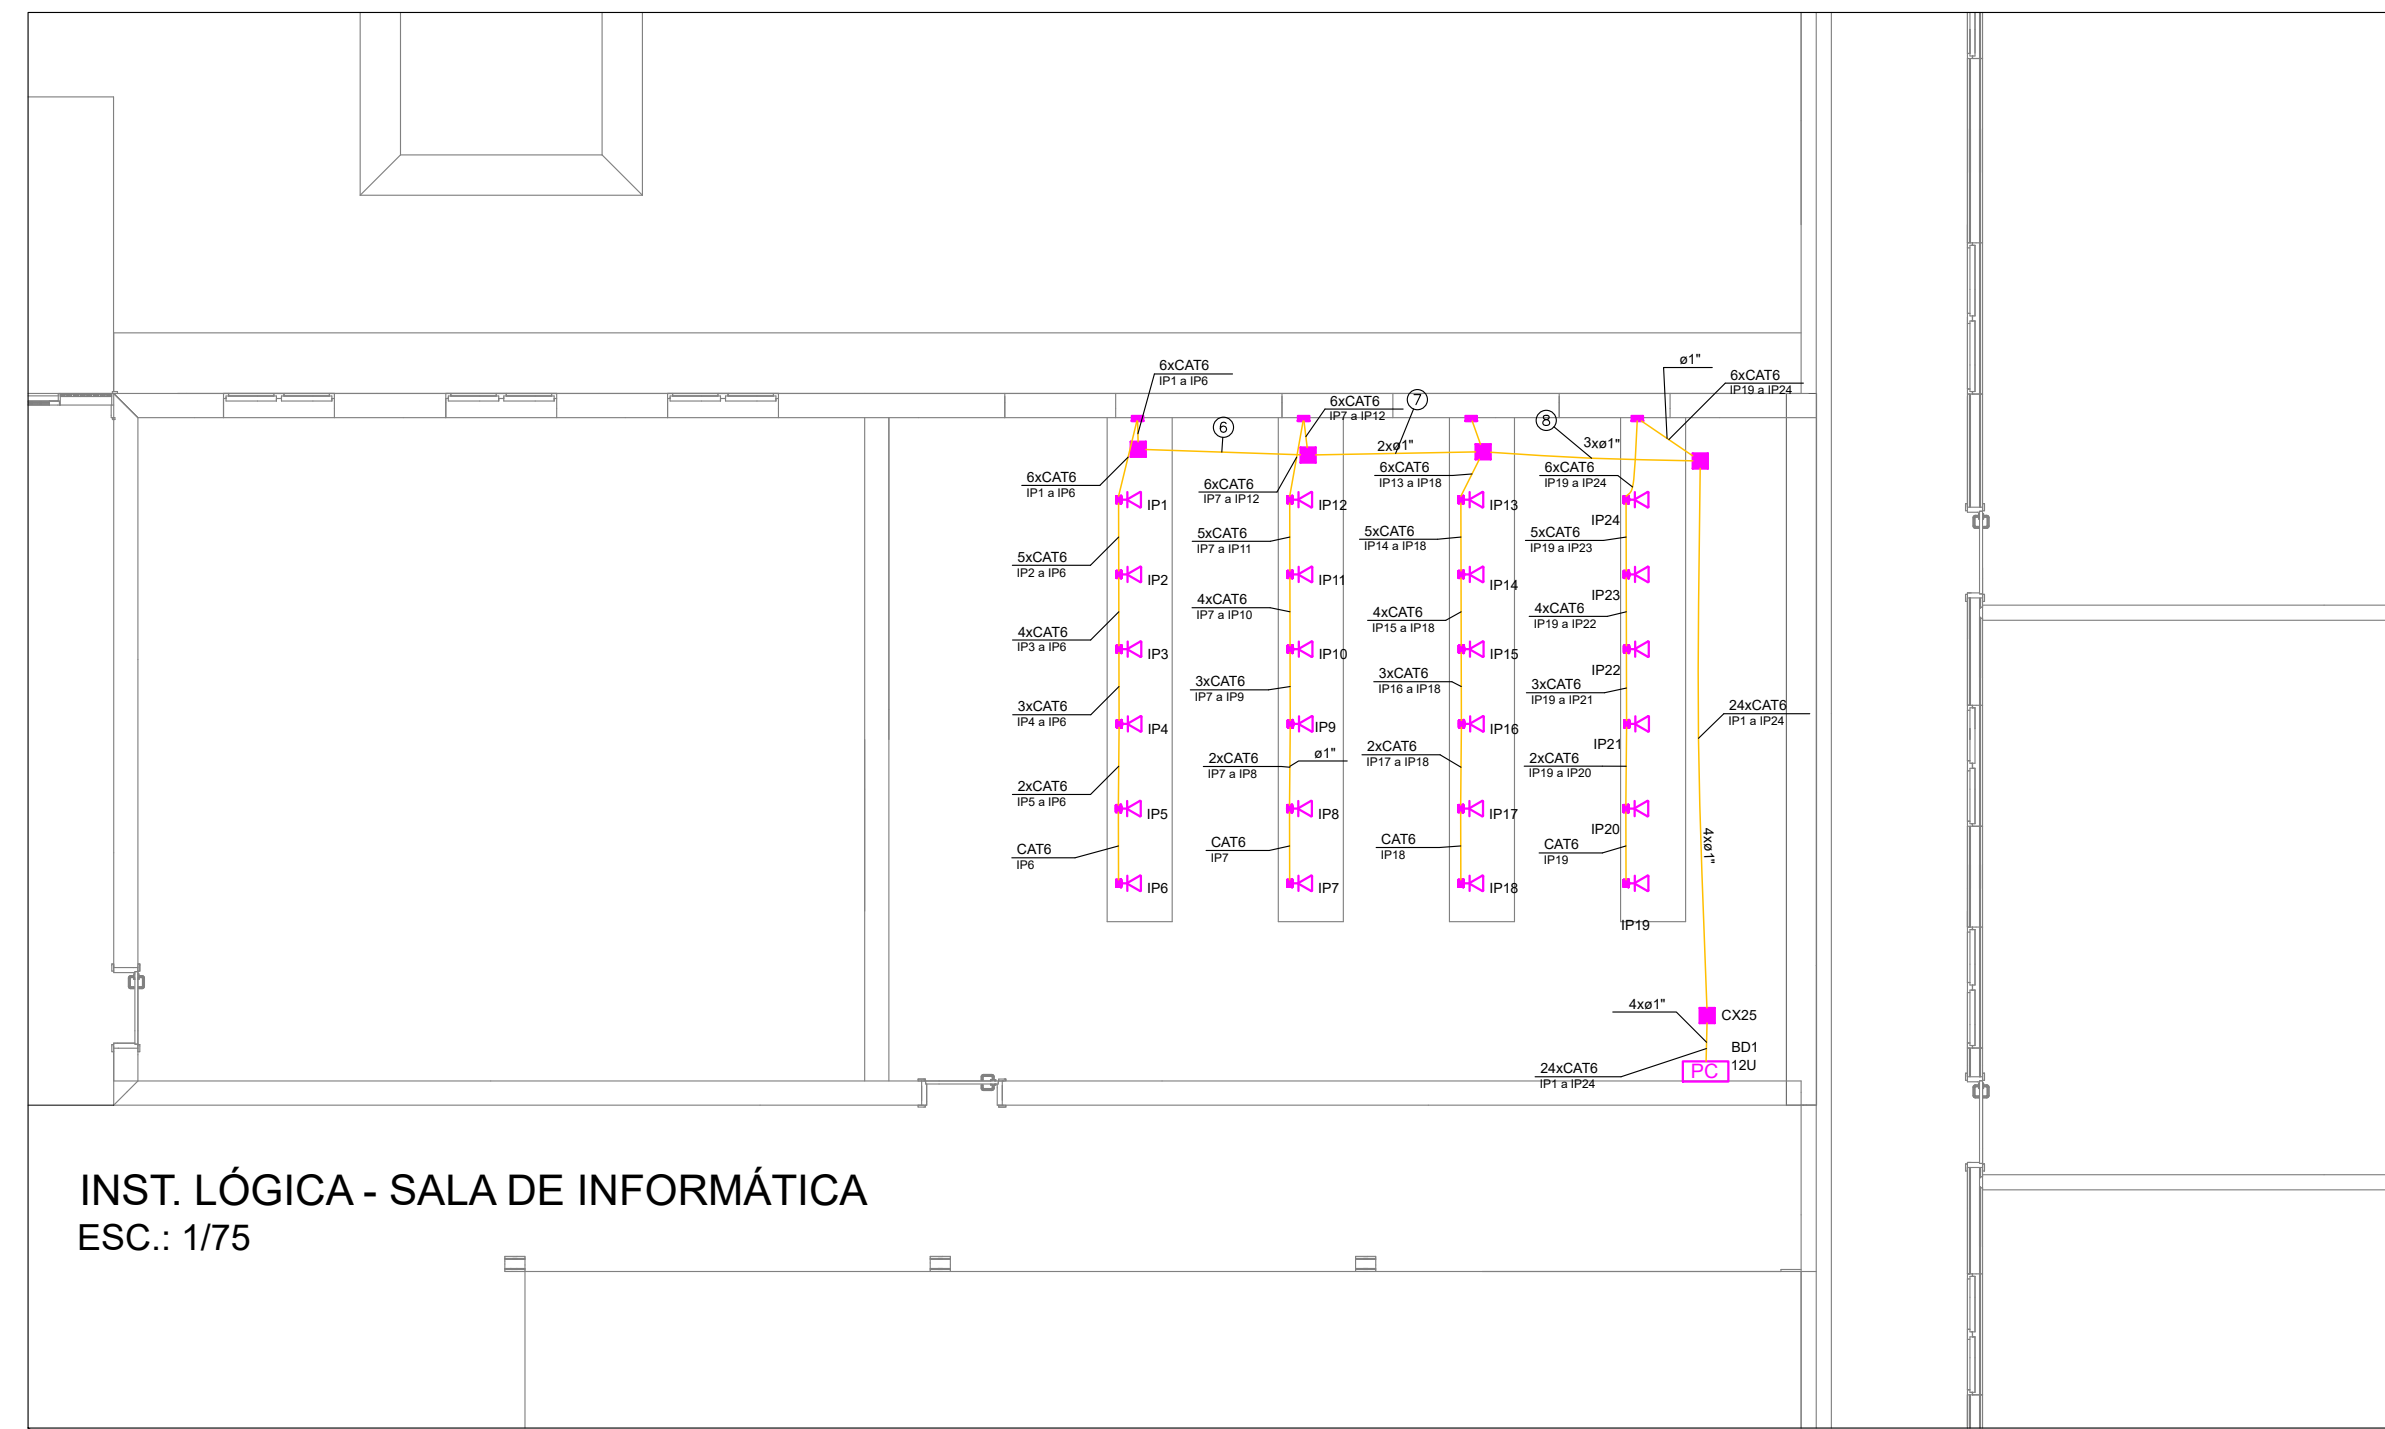 ø1"
6xCAT6
IP1 a IP6
6xCAT6
IP19 a IP24
6xCAT6
IP7 a IP12
7
6
8
2xø1"
3xø1"
6xCAT6
IP1 a IP6
6xCAT6
IP7 a IP12
6xCAT6
IP13 a IP18
6xCAT6
IP19 a IP24
IP1
IP12
IP13
IP24
5xCAT6
IP2 a IP6
5xCAT6
IP7 a IP11
5xCAT6
IP14 a IP18
5xCAT6
IP19 a IP23
IP2
IP11
IP14
IP23
4xCAT6
IP3 a IP6
4xCAT6
IP7 a IP10
4xCAT6
IP15 a IP18
4xCAT6
IP19 a IP22
IP3
IP10
IP15
IP22
3xCAT6
IP4 a IP6
3xCAT6
IP7 a IP9
3xCAT6
IP16 a IP18
3xCAT6
IP19 a IP21
24xCAT6
IP1 a IP24
IP4
IP9
IP16
IP21
2xCAT6
IP5 a IP6
2xCAT6
IP7 a IP8
ø1"
2xCAT6
IP17 a IP18
2xCAT6
IP19 a IP20
IP5
IP8
IP17
IP20
4xø1"
CAT6
IP6
CAT6
IP7
CAT6
IP18
CAT6
IP19
IP6
IP7
IP18
IP19
4xø1"
CX25
BD1
12U
PC
24xCAT6
IP1 a IP24
INST. LÓGICA - SALA DE INFORMÁTICA
ESC.: 1/75